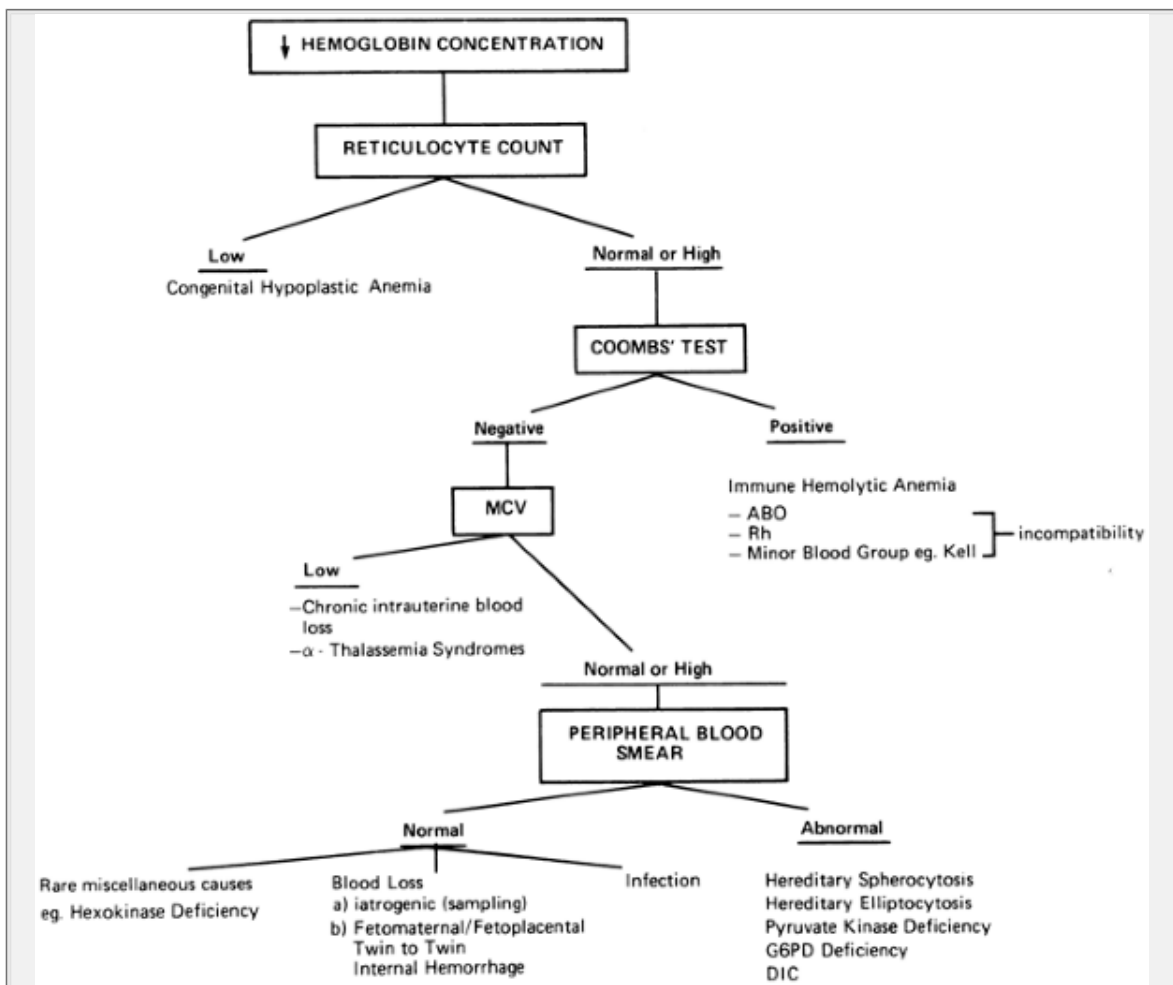 ↓ HEMOGLOBIN CONCENTRATION
RETICULOCYTE COUNT
Low
Congenital Hypoplastic Anemia
Normal or High
COOMBS' TEST
Negative
Positive
MCV
Immune Hemolytic Anemia
– ABO
– Rh
– Minor Blood Group eg. Kell
incompatibility
Low
–Chronic intrauterine blood
loss
–α - Thalassemia Syndromes
Normal or High
PERIPHERAL BLOOD
SMEAR
Normal
Abnormal
Rare miscellaneous causes
eg. Hexokinase Deficiency
Blood Loss
a) iatrogenic (sampling)
b) Fetomaternal/Fetoplacental
Twin to Twin
Internal Hemorrhage
Infection
Hereditary Spherocytosis
Hereditary Elliptocytosis
Pyruvate Kinase Deficiency
G6PD Deficiency
DIC